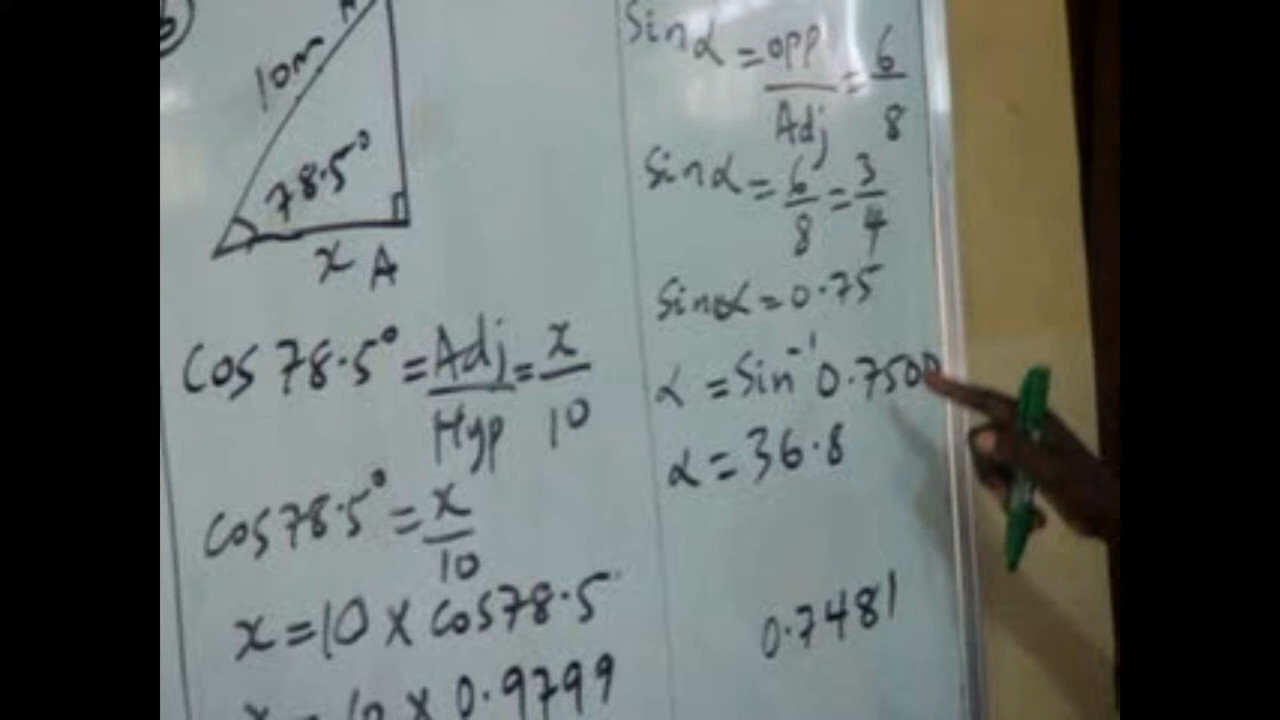 10m
78.5°
x A
Cos 78.5° = Adj/Hyp = x/10
Cos 78.5° = x/10
x = 10 × Cos 78.5
x = 10 × 0.9799
Sin α = opp/Adj = 6/8
Sin α = 6/8 = 3/4
Sin α = 0.75
α = Sin⁻¹ 0.7500
α = 36.8
0.7481